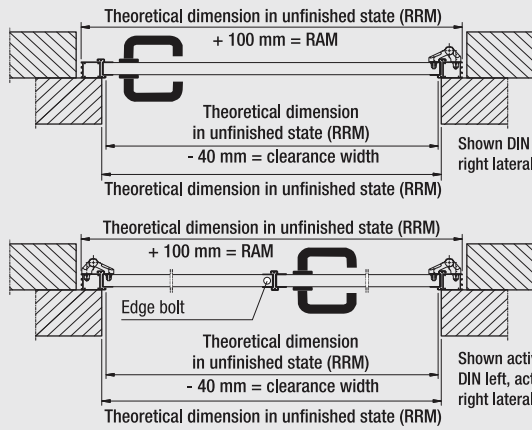 Theoretical dimension in unfinished state (RRM)
+ 100 mm = RAM
Theoretical dimension
in unfinished state (RRM)
- 40 mm = clearance width
Theoretical dimension in unfinished state (RRM)
Shown DIN
right lateral
Theoretical dimension in unfinished state (RRM)
+ 100 mm = RAM
Edge bolt
Theoretical dimension
in unfinished state (RRM)
- 40 mm = clearance width
Theoretical dimension in unfinished state (RRM)
Shown
DIN left,
right lateral